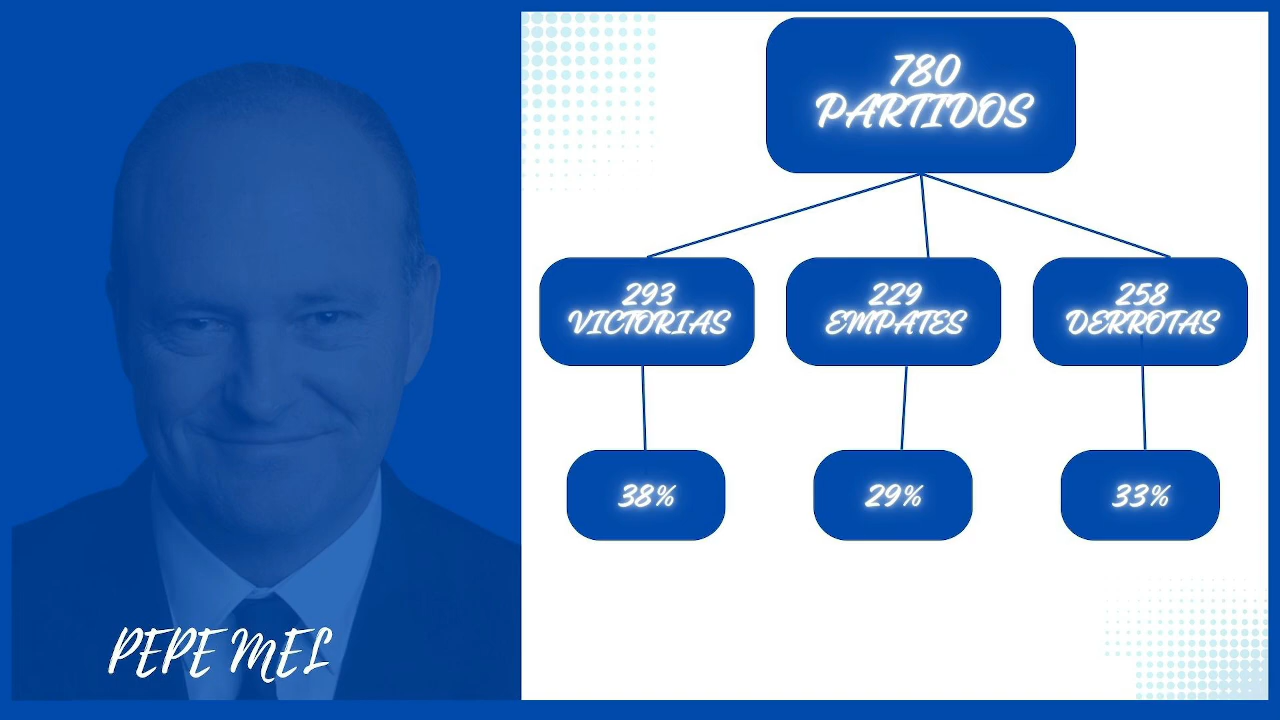 780
PARTIDOS
293
VICTORIAS
229
EMPATES
258
DERROTAS
38%
29%
33%
PEPE MEL